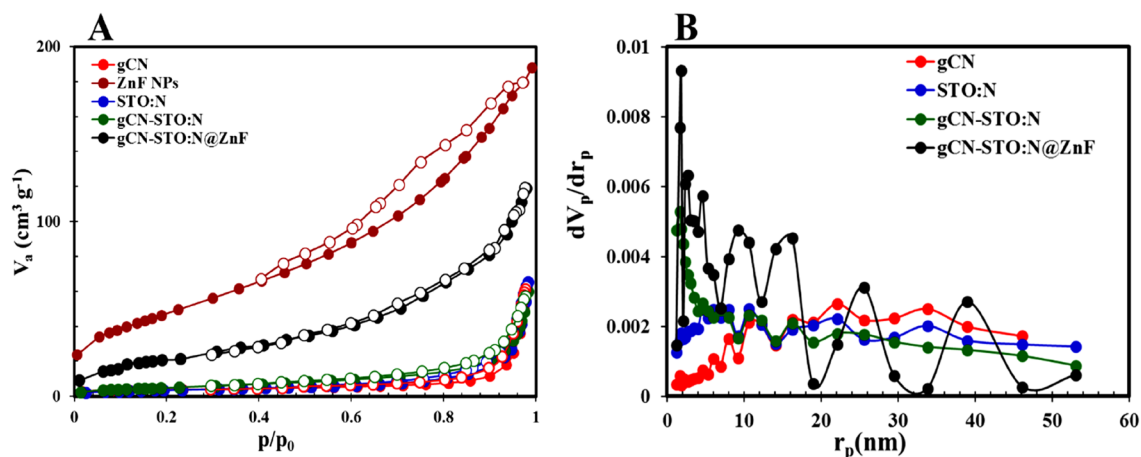 A
200
gCN
ZnF NPs
STO:N
gCN-STO:N
gCN-STO:N@ZnF
100
0
Va (cm³ g-1)
0 0.2 0.4 0.6 0.8 1
p/p0
B
0.01
gCN
STO:N
gCN-STO:N
gCN-STO:N@ZnF
0.008
0.006
0.004
0.002
0
dVp/drp
0 10 20 30 40 50 60
rp(nm)